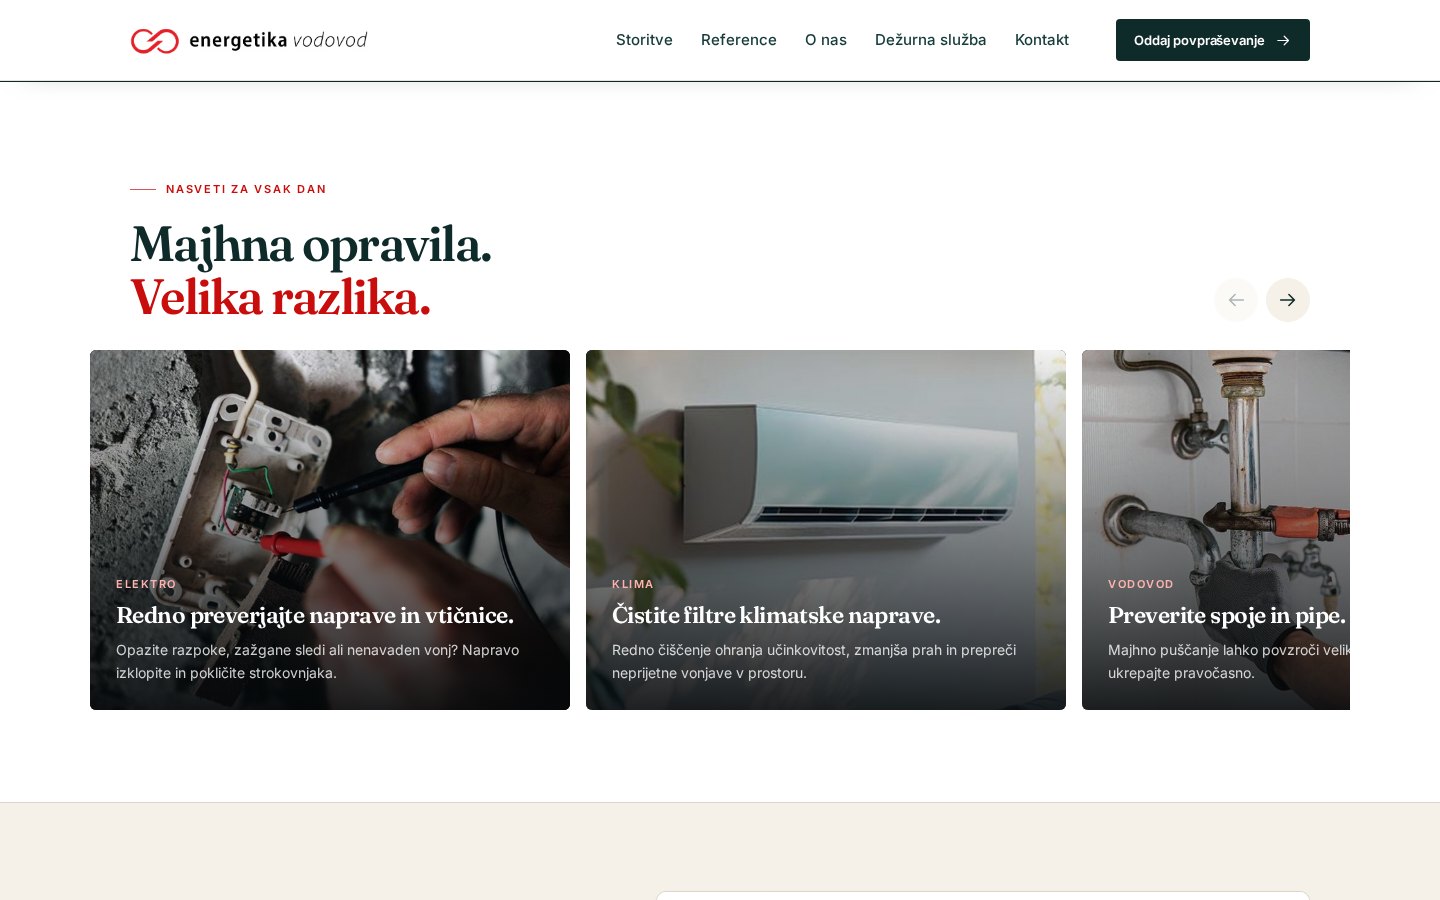 energetika vodovod
Storitve
Reference
O nas
Dežurna služba
Kontakt
Oddaj povpraševanje
NASVETI ZA VSAK DAN
Majhna opravila.
Velika razlika.
ELEKTRO
Redno preverjajte naprave in vtičnice.
Opazite razpoke, zažgane sledi ali nenavaden vonj? Napravo
izklopite in pokličite strokovnjaka.
KLIMA
Čistite filtre klimatske naprave.
Redno čiščenje ohranja učinkovitost, zmanjša prah in prepreči
neprijetne vonjave v prostoru.
VODOVOD
Preverite spoje in pipe.
Majhno puščanje lahko povzroči
ukrepajte pravočasno.